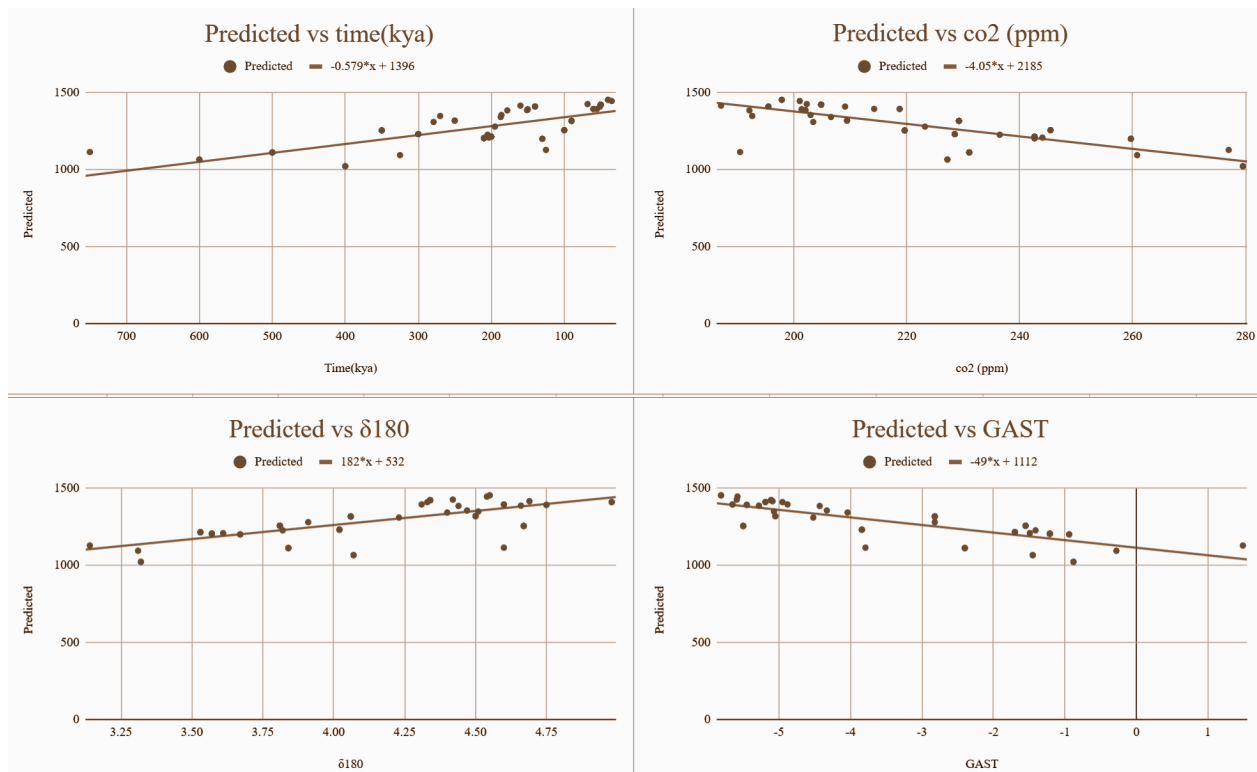 Predicted vs time(kya)
Predicted -0.579*x + 1396
1500
1000
500
0
Predicted
700 600 500 400 300 200 100
Time(kya)
Predicted vs co2 (ppm)
Predicted -4.05*x + 2185
1500
1000
500
0
Predicted
200 220 240 260 280
co2 (ppm)
Predicted vs δ180
Predicted 182*x + 532
1500
1000
500
0
Predicted
3.25 3.50 3.75 4.00 4.25 4.50 4.75
δ180
Predicted vs GAST
Predicted -49*x + 1112
1500
1000
500
0
Predicted
-5 -4 -3 -2 -1 0 1
GAST